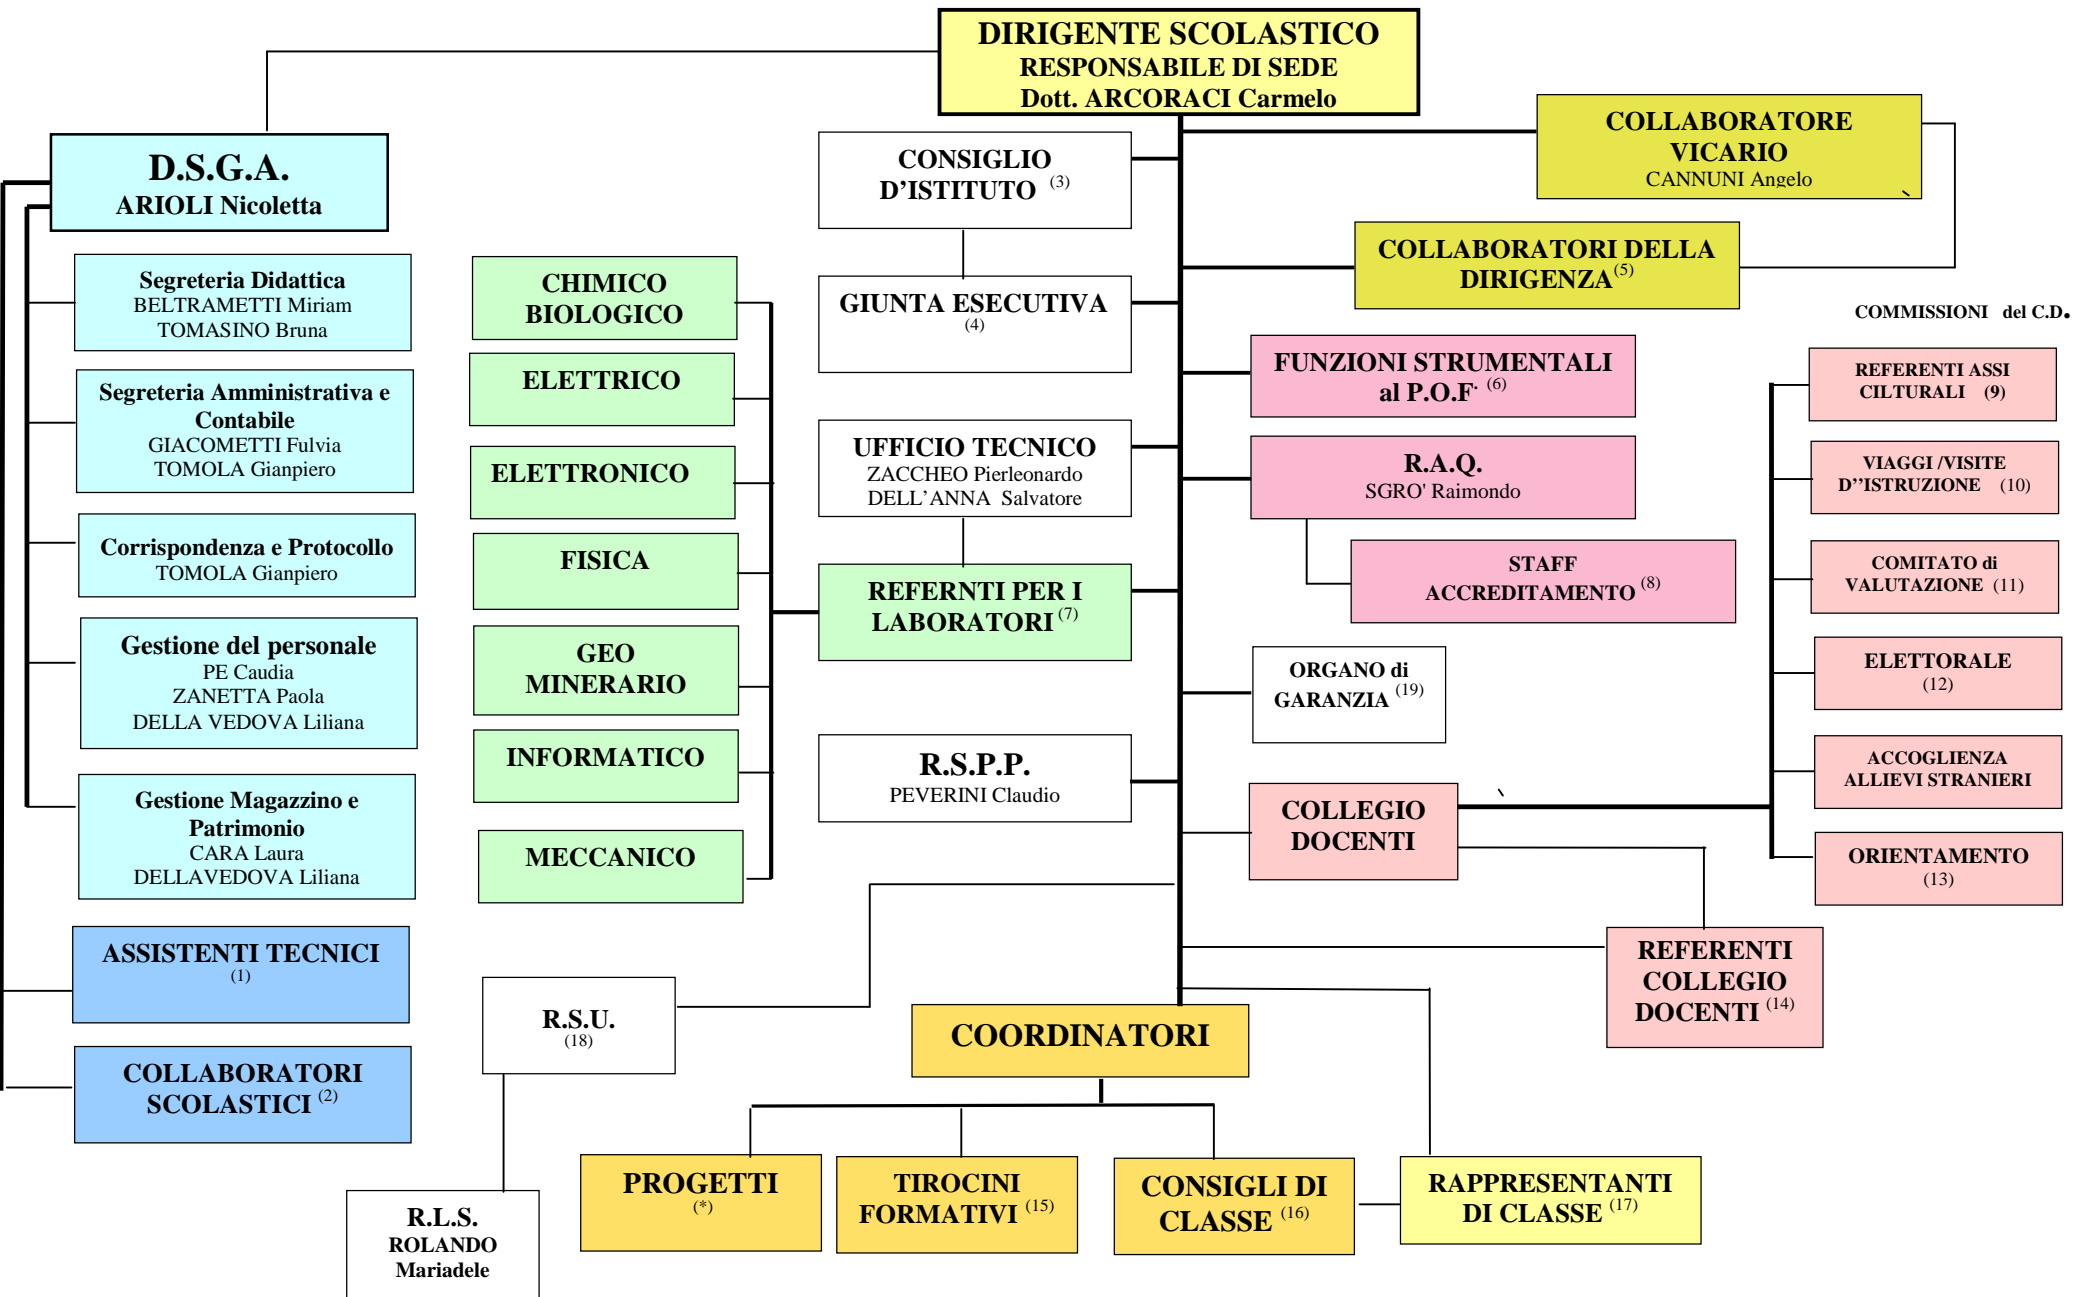 DIRIGENTE SCOLASTICO
RESPONSABILE DI SEDE
Dott. ARCORACI Carmelo
D.S.G.A.
ARIOLI Nicoletta
Segreteria Didattica
BELTRAMETTI Miriam
TOMASINO Bruna
Segreteria Amministrativa e
Contabile
GIACOMETTI Fulvia
TOMOLA Gianpiero
Corrispondenza e Protocollo
TOMOLA Gianpiero
Gestione del personale
PE Caudia
ZANETTA Paola
DELLA VEDOVA Liliana
Gestione Magazzino e
Patrimonio
CARA Laura
DELLAVEDOVA Liliana
ASSISTENTI TECNICI
(1)
COLLABORATORI
SCOLASTICI (2)
CHIMICO
BIOLOGICO
ELETTRICO
ELETTRONICO
FISICA
GEO
MINERARIO
INFORMATICO
MECCANICO
CONSIGLIO
D'ISTITUTO (3)
GIUNTA ESECUTIVA
(4)
UFFICIO TECNICO
ZACCHEO Pierleonardo
DELL'ANNA Salvatore
REFERNTI PER I
LABORATORI (7)
R.S.P.P.
PEVERINI Claudio
COLLABORATORE
VICARIO
CANNUNI Angelo
COLLABORATORI DELLA
DIRIGENZA (5)
FUNZIONI STRUMENTALI
al P.O.F. (6)
R.A.Q.
SGRO' Raimondo
STAFF
ACCREDITAMENTO (8)
ORGANO di
GARANZIA (19)
COLLEGIO
DOCENTI
COMMISSIONI del C.D.
REFERENTI ASSI
CILTURALI (9)
VIAGGI /VISITE
D''ISTRUZIONE (10)
COMITATO di
VALUTAZIONE (11)
ELETTORALE
(12)
ACCOGLIENZA
ALLIEVI STRANIERI
ORIENTAMENTO
(13)
REFERENTI
COLLEGIO
DOCENTI (14)
R.S.U.
(18)
R.L.S.
ROLANDO
Mariadele
COORDINATORI
PROGETTI
(*)
TIROCINI
FORMATIVI (15)
CONSIGLI DI
CLASSE (16)
RAPPRESENTANTI
DI CLASSE (17)